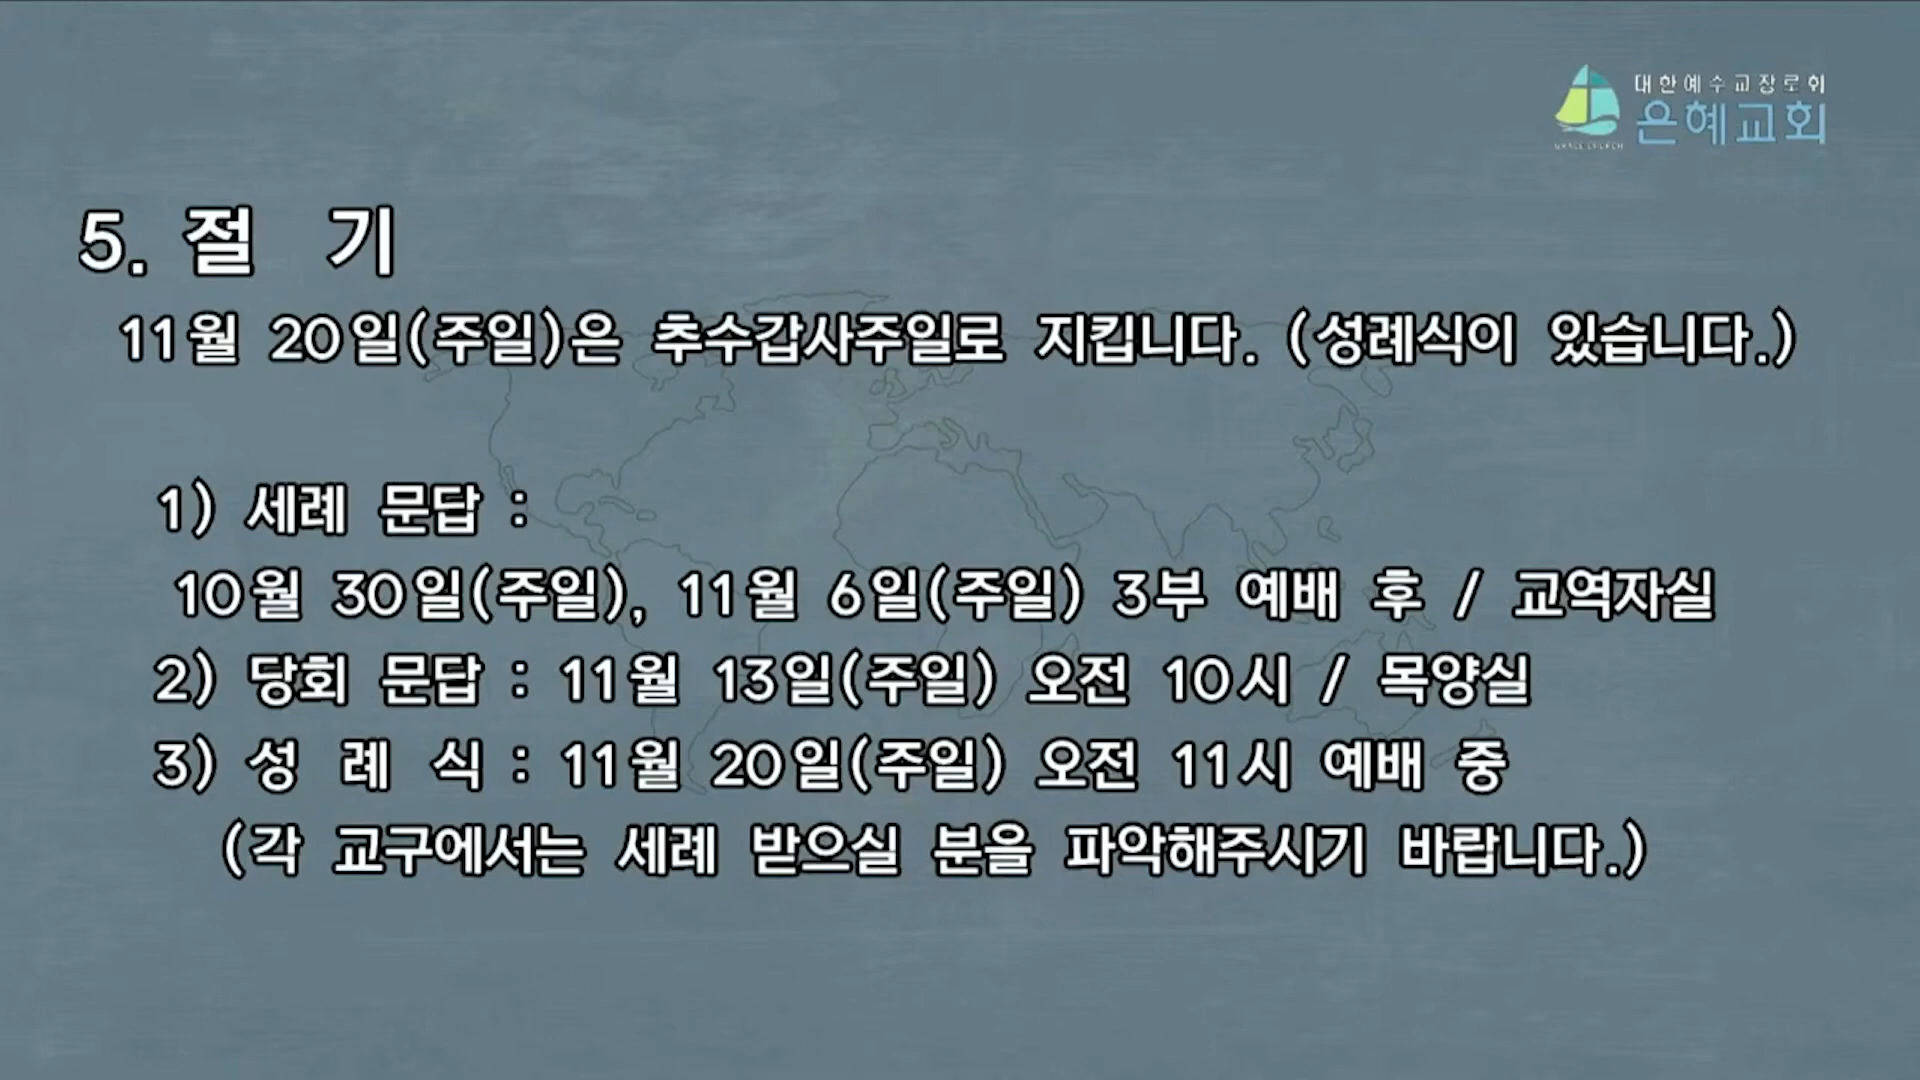 대한예수교장로회
은혜교회
GRACE CHURCH
5. 절 기
11월 20일(주일)은 추수갑사주일로 지킵니다. (성례식이 있습니다.)
1) 세례 문답 :
10월 30일(주일), 11월 6일(주일) 3부 예배 후 / 교역자실
2) 당회 문답 : 11월 13일(주일) 오전 10시 / 목양실
3) 성 례 식 : 11월 20일(주일) 오전 11시 예배 중
(각 교구에서는 세례 받으실 분을 파악해주시기 바랍니다.)